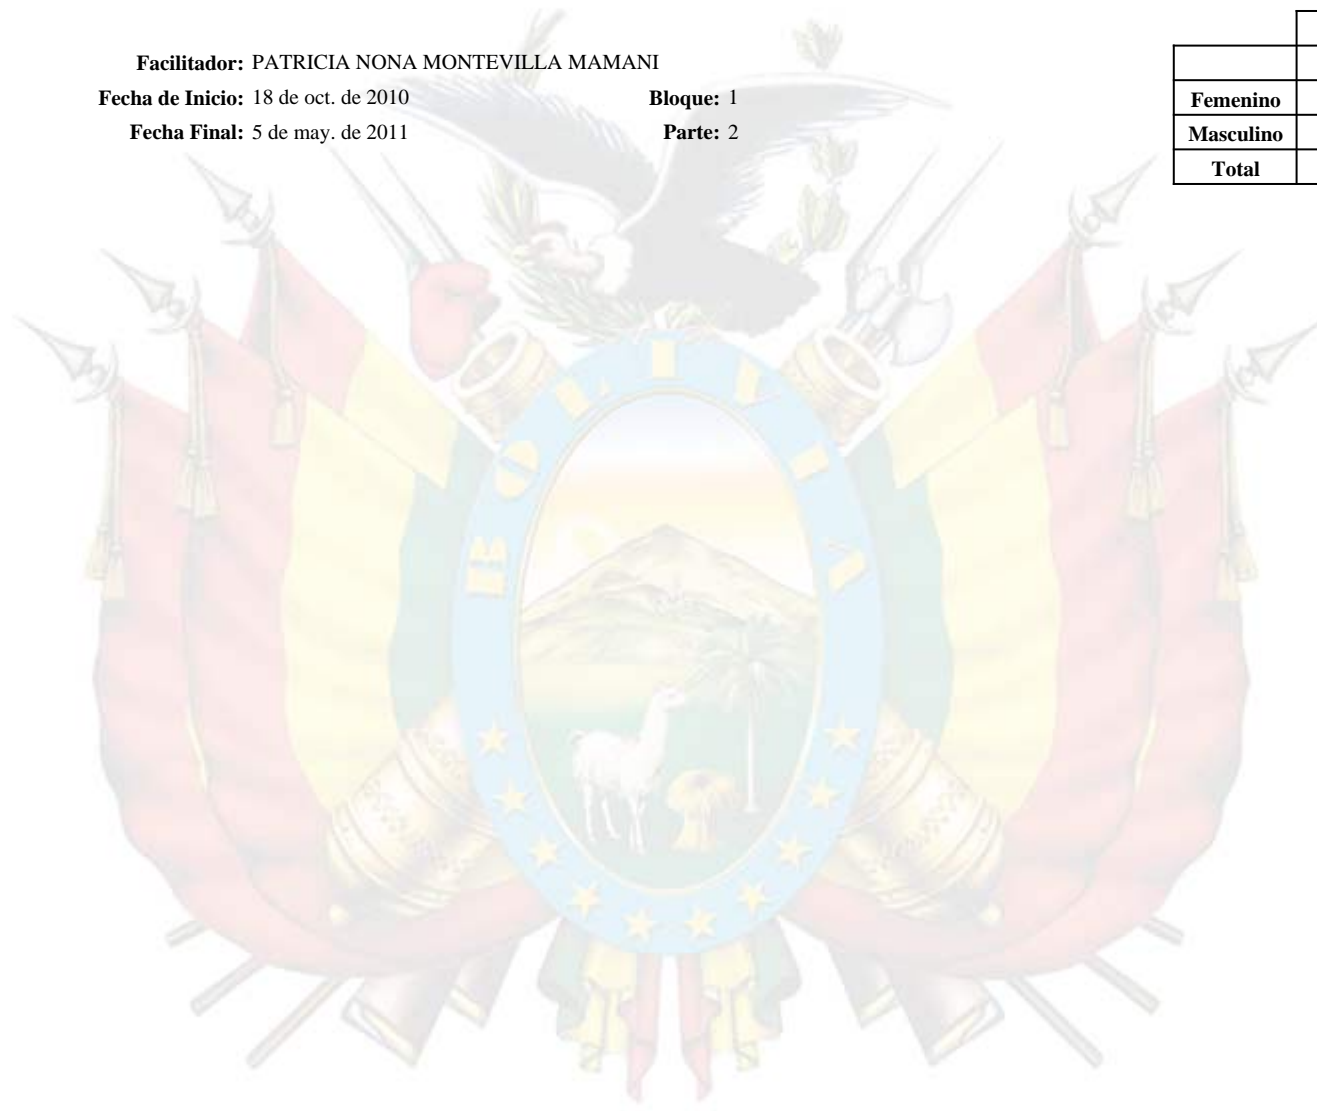 Facilitador: PATRICIA NONA MONTEVILLA MAMANI
Fecha de Inicio: 18 de oct. de 2010 Bloque: 1
Fecha Final: 5 de may. de 2011 Parte: 2
Femenino
Masculino
Total
BOLIVIA